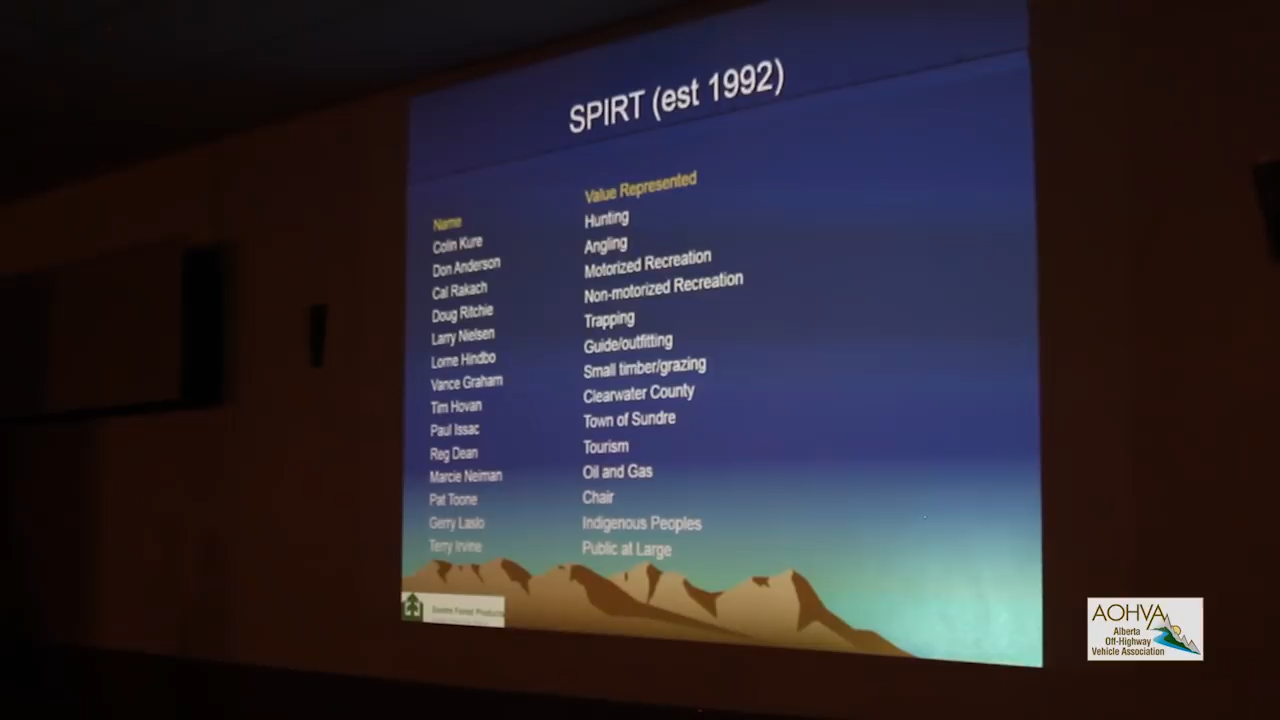 SPIRT (est 1992)
Name Value Represented
Colin Kure Hunting
Don Anderson Angling
Cal Rakach Motorized Recreation
Doug Ritchie Non-motorized Recreation
Larry Nielsen Trapping
Lorne Hindbo Guide/outfitting
Vance Graham Small timber/grazing
Tim Hovan Clearwater County
Paul Issac Town of Sundre
Reg Dean Tourism
Marcie Neiman Oil and Gas
Pat Toone Chair
Gerry Laslo Indigenous Peoples
Terry Irvine Public at Large
Forest Products
AOHVA
Alberta
Off-Highway
Vehicle Association